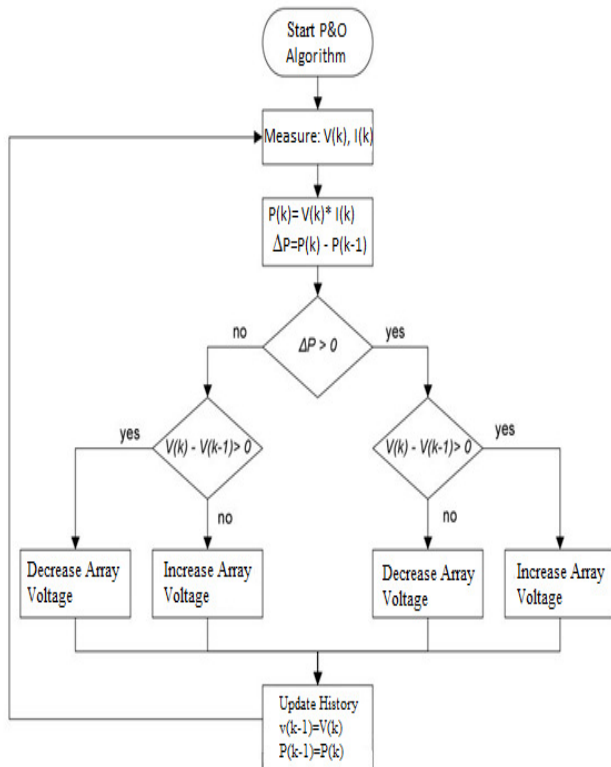 Start P&O
Algorithm
Measure: V(k), I(k)
P(k)= V(k)* I(k)
ΔP=P(k) - P(k-1)
no
yes
ΔP > 0
yes
V(k) - V(k-1)> 0
V(k) - V(k-1)> 0
yes
no
no
Decrease Array
Voltage
Increase Array
Voltage
Decrease Array
Voltage
Increase Array
Voltage
Update History
v(k-1)=V(k)
P(k-1)=P(k)